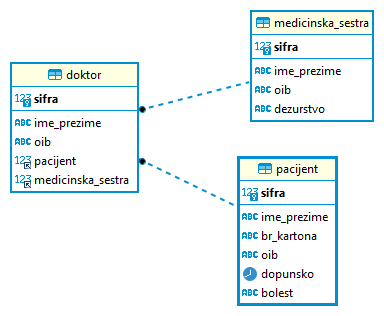 medicinska_sestra
123 sifra
ABC ime_prezime
ABC oib
ABC dezurstvo
doktor
123 sifra
ABC ime_prezime
ABC oib
123 pacijent
123 medicinska_sestra
pacijent
123 sifra
ABC ime_prezime
ABC br_kartona
ABC oib
dopunsko
ABC bolest